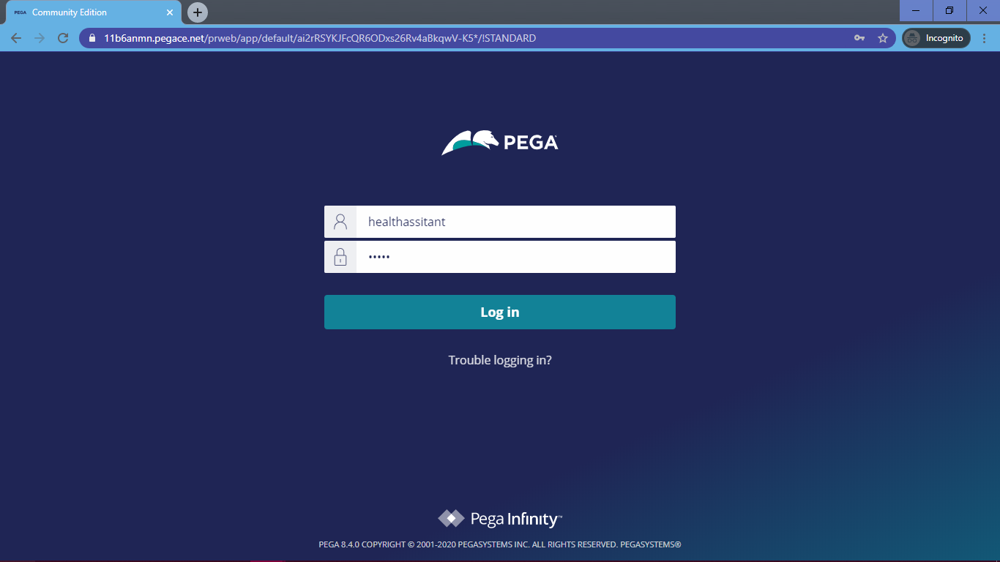 PEGA Community Edition
11b6anmn.pegace.net/prweb/app/default/ai2rRSYKJFcQR6ODxs26Rv4aBkqwV-K5*/!STANDARD
Incognito
PEGA
healthassitant
•••••
Log in
Trouble logging in?
Pega Infinity™
PEGA 8.4.0 COPYRIGHT © 2001-2020 PEGASYSTEMS INC. ALL RIGHTS RESERVED. PEGASYSTEMS®